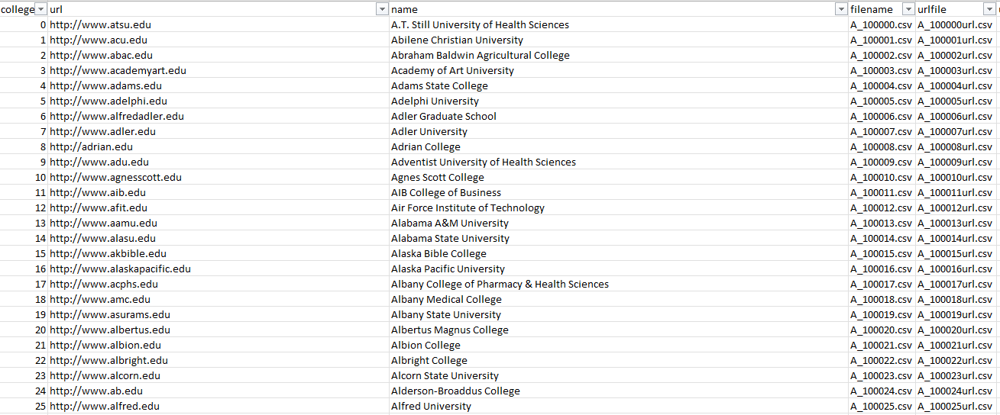 college url name filename urlfile
0 http://www.atsu.edu A.T. Still University of Health Sciences A_100000.csv A_100000url.csv
1 http://www.acu.edu Abilene Christian University A_100001.csv A_100001url.csv
2 http://www.abac.edu Abraham Baldwin Agricultural College A_100002.csv A_100002url.csv
3 http://www.academyart.edu Academy of Art University A_100003.csv A_100003url.csv
4 http://www.adams.edu Adams State College A_100004.csv A_100004url.csv
5 http://www.adelphi.edu Adelphi University A_100005.csv A_100005url.csv
6 http://www.alfredadler.edu Adler Graduate School A_100006.csv A_100006url.csv
7 http://www.adler.edu Adler University A_100007.csv A_100007url.csv
8 http://adrian.edu Adrian College A_100008.csv A_100008url.csv
9 http://www.adu.edu Adventist University of Health Sciences A_100009.csv A_100009url.csv
10 http://www.agnesscott.edu Agnes Scott College A_100010.csv A_100010url.csv
11 http://www.aib.edu AIB College of Business A_100011.csv A_100011url.csv
12 http://www.afit.edu Air Force Institute of Technology A_100012.csv A_100012url.csv
13 http://www.aamu.edu Alabama A&M University A_100013.csv A_100013url.csv
14 http://www.alasu.edu Alabama State University A_100014.csv A_100014url.csv
15 http://www.akbible.edu Alaska Bible College A_100015.csv A_100015url.csv
16 http://www.alaskapacific.edu Alaska Pacific University A_100016.csv A_100016url.csv
17 http://www.acphs.edu Albany College of Pharmacy & Health Sciences A_100017.csv A_100017url.csv
18 http://www.amc.edu Albany Medical College A_100018.csv A_100018url.csv
19 http://www.asurams.edu Albany State University A_100019.csv A_100019url.csv
20 http://www.albertus.edu Albertus Magnus College A_100020.csv A_100020url.csv
21 http://www.albion.edu Albion College A_100021.csv A_100021url.csv
22 http://www.albright.edu Albright College A_100022.csv A_100022url.csv
23 http://www.alcorn.edu Alcorn State University A_100023.csv A_100023url.csv
24 http://www.ab.edu Alderson-Broaddus College A_100024.csv A_100024url.csv
25 http://www.alfred.edu Alfred University A_100025.csv A_100025url.csv